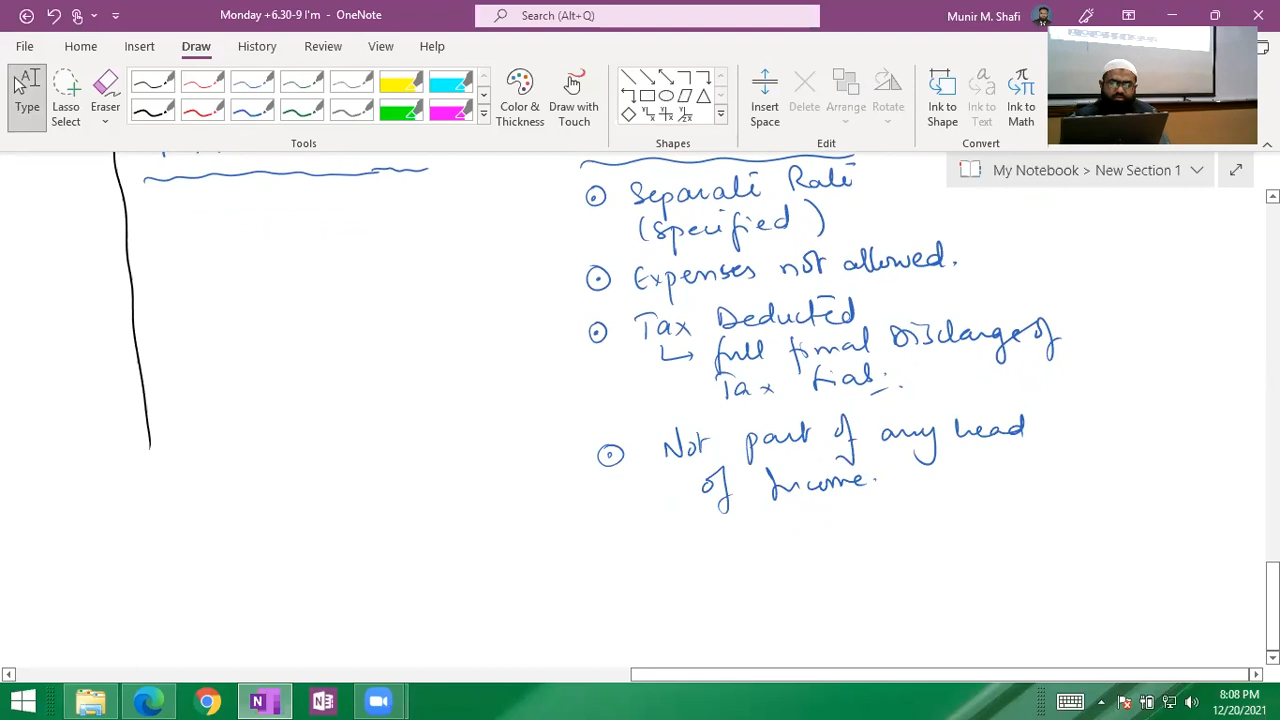 Monday +6.30-9 I'm - OneNote
Search (Alt+Q)
Munir M. Shafi
File Home Insert Draw History Review View Help
Type Lasso Select Eraser Color & Thickness Draw with Touch Insert Space Delete Arrange Rotate Ink to Shape Ink to Text Ink to Math
Tools Shapes Edit Convert
My Notebook > New Section 1
Separate Rate
(specified)
Expenses not allowed.
Tax Deducted
full final Discharge of
Tax Liab:.
Not part of any head
of Income.
8:08 PM
12/20/2021